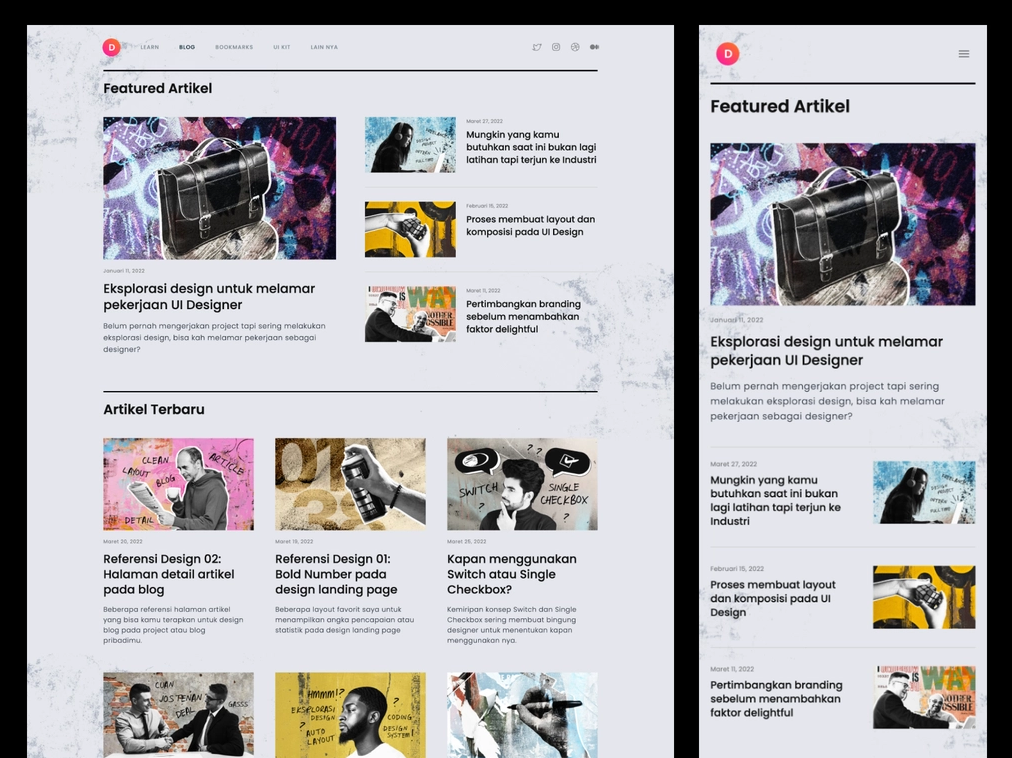 D LEARN BLOG BOOKMARKS UI KIT LAIN NYA
Featured Artikel
Januari 11, 2022
Eksplorasi design untuk melamar
pekerjaan UI Designer
Belum pernah mengerjakan project tapi sering melakukan
eksplorasi design, bisa kah melamar pekerjaan sebagai
designer?
Maret 27, 2022
Mungkin yang kamu
butuhkan saat ini bukan lagi
latihan tapi terjun ke Industri
Februari 15, 2022
Proses membuat layout dan
komposisi pada UI Design
Maret 11, 2022
Pertimbangkan branding
sebelum menambahkan
faktor delightful
IS WAY
Artikel Terbaru
CLEAN
LAYOUT
BLOG
ARTICLE
DETAIL
Maret 20, 2022
Referensi Design 02:
Halaman detail artikel
pada blog
Beberapa referensi halaman artikel
yang bisa kamu terapkan untuk design
blog pada project atau blog
pribadimu.
01
Maret 19, 2022
Referensi Design 01:
Bold Number pada
design landing page
Beberapa layout favorit saya untuk
menampilkan angka pencapaian atau
statistik pada design landing page
? ?
SWITCH
SINGLE
CHECKBOX
? ?
Maret 25, 2022
Kapan menggunakan
Switch atau Single
Checkbox?
Kemiripan konsep Switch dan Single
Checkbox sering membuat bingung
designer untuk menentukan kapan
menggunakan nya.
CUAN
JOS TENAN
DEAL
GASSS
HMMM!?
EKSPLORASI
DESIGN
?
AUTO
LAYOUT
?
CODING
DESIGN
SYSTEM
D
Featured Artikel
Januari 11, 2022
Eksplorasi design untuk melamar
pekerjaan UI Designer
Belum pernah mengerjakan project tapi sering
melakukan eksplorasi design, bisa kah melamar
pekerjaan sebagai designer?
Maret 27, 2022
Mungkin yang kamu
butuhkan saat ini bukan
lagi latihan tapi terjun ke
Industri
Februari 15, 2022
Proses membuat layout
dan komposisi pada UI
Design
Maret 11, 2022
Pertimbangkan branding
sebelum menambahkan
faktor delightful
IS WAY